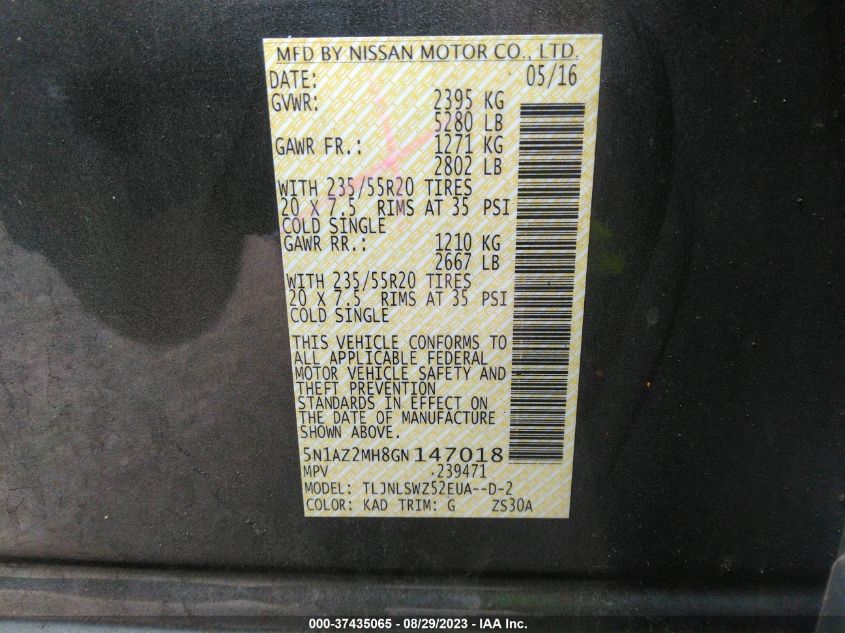 MFD BY NISSAN MOTOR CO., LTD.
DATE: 05/16
GVWR: 2395 KG
5280 LB
GAWR FR.: 1271 KG
2802 LB
WITH 235/55R20 TIRES
20 X 7.5 RIMS AT 35 PSI
COLD SINGLE
GAWR RR.: 1210 KG
2667 LB
WITH 235/55R20 TIRES
20 X 7.5 RIMS AT 35 PSI
COLD SINGLE
THIS VEHICLE CONFORMS TO
ALL APPLICABLE FEDERAL
MOTOR VEHICLE SAFETY AND
THEFT PREVENTION
STANDARDS IN EFFECT ON
THE DATE OF MANUFACTURE
SHOWN ABOVE.
5N1AZ2MH8GN147018
MPV .239471
MODEL: TLJNLSWZ52EUA--D-2
COLOR: KAD TRIM: G ZS30A
000-37435065 - 08/29/2023 - IAA Inc.